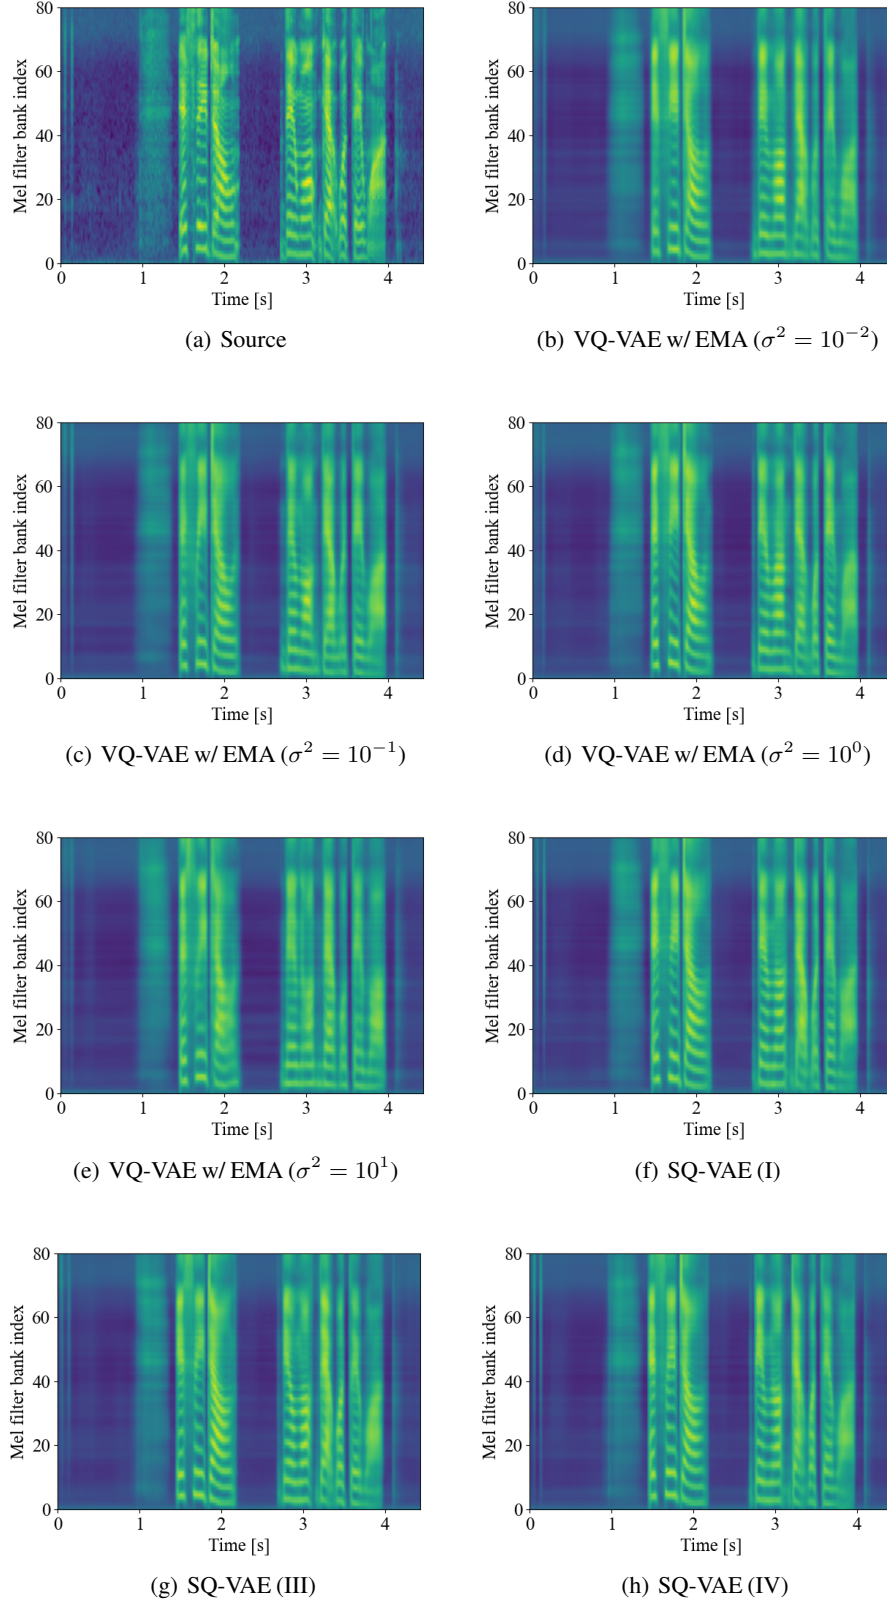 80
60
40
20
0
Mel filter bank index
0 1 2 3 4
Time [s]
(a) Source
80
60
40
20
0
Mel filter bank index
0 1 2 3 4
Time [s]
(b) VQ-VAE w/ EMA (σ² = 10⁻²)
80
60
40
20
0
Mel filter bank index
0 1 2 3 4
Time [s]
(c) VQ-VAE w/ EMA (σ² = 10⁻¹)
80
60
40
20
0
Mel filter bank index
0 1 2 3 4
Time [s]
(d) VQ-VAE w/ EMA (σ² = 10⁰)
80
60
40
20
0
Mel filter bank index
0 1 2 3 4
Time [s]
(e) VQ-VAE w/ EMA (σ² = 10¹)
80
60
40
20
0
Mel filter bank index
0 1 2 3 4
Time [s]
(f) SQ-VAE (I)
80
60
40
20
0
Mel filter bank index
0 1 2 3 4
Time [s]
(g) SQ-VAE (III)
80
60
40
20
0
Mel filter bank index
0 1 2 3 4
Time [s]
(h) SQ-VAE (IV)